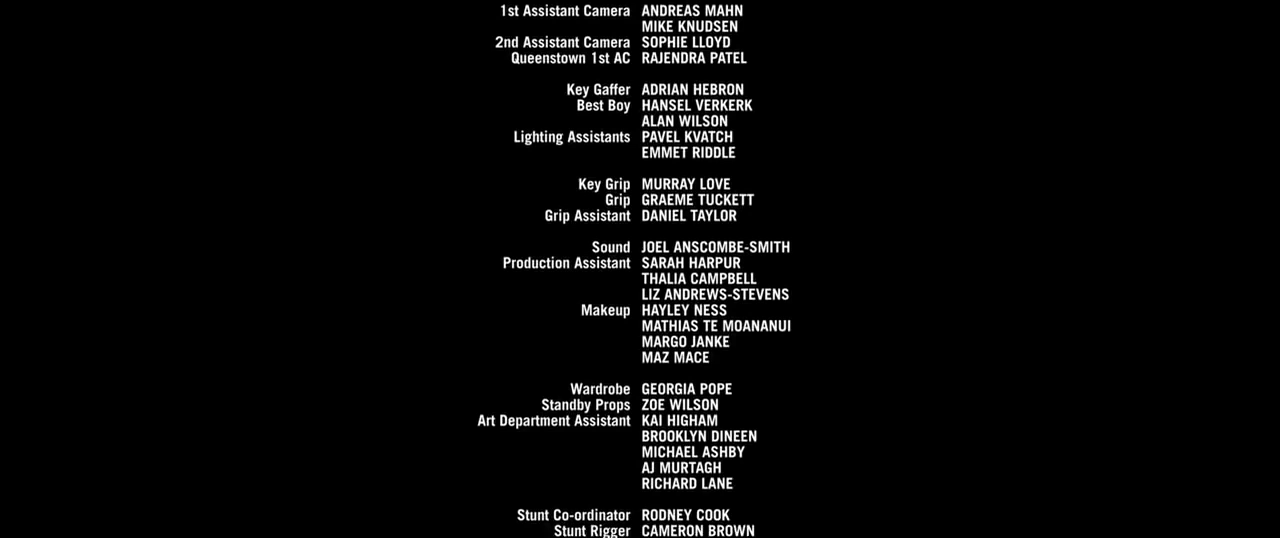 1st Assistant Camera ANDREAS MAHN
MIKE KNUDSEN
2nd Assistant Camera SOPHIE LLOYD
Queenstown 1st AC RAJENDRA PATEL
Key Gaffer ADRIAN HEBRON
Best Boy HANSEL VERKERK
ALAN WILSON
Lighting Assistants PAVEL KVATCH
EMMET RIDDLE
Key Grip MURRAY LOVE
Grip GRAEME TUCKETT
Grip Assistant DANIEL TAYLOR
Sound JOEL ANSCOMBE-SMITH
Production Assistant SARAH HARPUR
THALIA CAMPBELL
LIZ ANDREWS-STEVENS
Makeup HAYLEY NESS
MATHIAS TE MOANANUI
MARGO JANKE
MAZ MACE
Wardrobe GEORGIA POPE
Standby Props ZOE WILSON
Art Department Assistant KAI HIGHAM
BROOKLYN DINEEN
MICHAEL ASHBY
AJ MURTAGH
RICHARD LANE
Stunt Co-ordinator RODNEY COOK
Stunt Rigger CAMERON BROWN